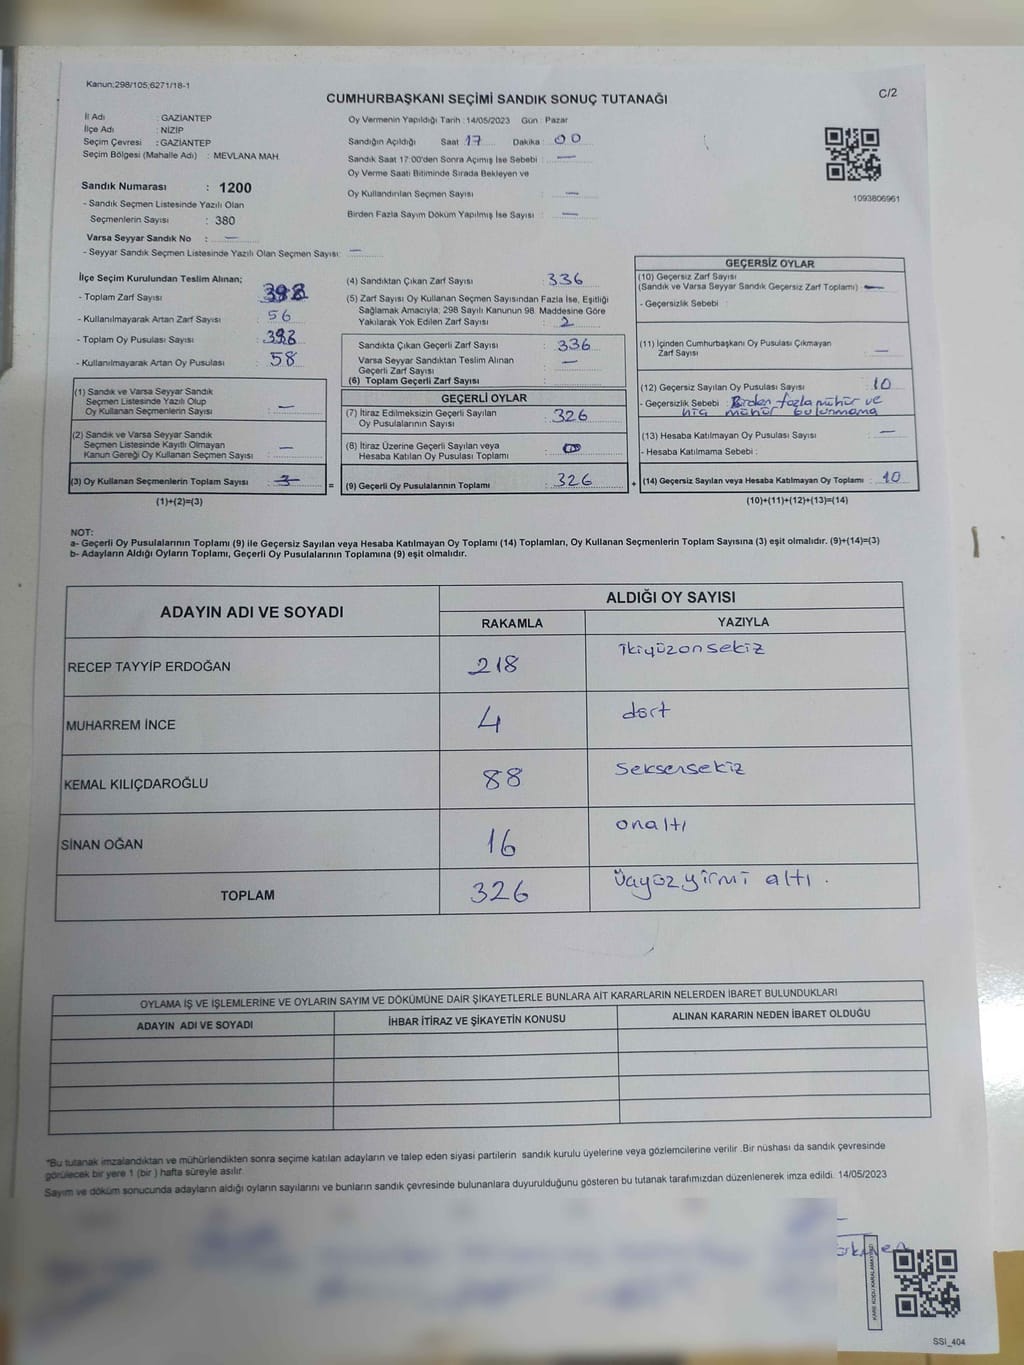 Kanun:298/105,6271/18-1
C/2
CUMHURBAŞKANI SEÇİMİ SANDIK SONUÇ TUTANAĞI
İl Adı : GAZİANTEP
İlçe Adı : NİZİP
Seçim Çevresi : GAZİANTEP
Seçim Bölgesi (Mahalle Adı) : MEVLANA MAH.
Sandık Numarası : 1200
- Sandık Seçmen Listesinde Yazılı Olan
Seçmenlerin Sayısı : 380
Varsa Seyyar Sandık No : —
- Seyyar Sandık Seçmen Listesinde Yazılı Olan Seçmen Sayısı: —
Oy Vermenin Yapıldığı Tarih : 14/05/2023 Gün : Pazar
Sandığın Açıldığı Saat 17 Dakika : 00
Sandık Saat 17:00'den Sonra Açımış İse Sebebi : —
Oy Verme Saati Bitiminde Sırada Bekleyen ve
Oy Kullandırılan Seçmen Sayısı : —
Birden Fazla Sayım Döküm Yapılmış İse Sayısı : —
1093806961
İlçe Seçim Kurulundan Teslim Alınan;
- Toplam Zarf Sayısı :
- Kullanılmayarak Artan Zarf Sayısı : 56
- Toplam Oy Pusulası Sayısı :
- Kullanılmayarak Artan Oy Pusulası : 58
(1) Sandık ve Varsa Seyyar Sandık
Seçmen Listesinde Yazılı Olup
Oy Kullanan Seçmenlerin Sayısı : —
(2) Sandık ve Varsa Seyyar Sandık
Seçmen Listesinde Kayıtlı Olmayan
Kanun Gereği Oy Kullanan Seçmen Sayısı : —
(3) Oy Kullanan Seçmenlerin Toplam Sayısı :
(1)+(2)=(3)
(4) Sandıktan Çıkan Zarf Sayısı : 336
(5) Zarf Sayısı Oy Kullanan Seçmen Sayısından Fazla İse, Eşitliği
Sağlamak Amacıyla; 298 Sayılı Kanunun 98. Maddesine Göre
Yakılarak Yok Edilen Zarf Sayısı : 2
Sandıkta Çıkan Geçerli Zarf Sayısı : 336
Varsa Seyyar Sandıktan Teslim Alınan
Geçerli Zarf Sayısı : —
(6) Toplam Geçerli Zarf Sayısı :
GEÇERLİ OYLAR
(7) İtiraz Edilmeksizin Geçerli Sayılan
Oy Pusulalarının Sayısı : 326
(8) İtiraz Üzerine Geçerli Sayılan veya
Hesaba Katılan Oy Pusulası Toplamı :
= (9) Geçerli Oy Pusulalarının Toplamı : 326
GEÇERSİZ OYLAR
(10) Geçersiz Zarf Sayısı
(Sandık ve Varsa Seyyar Sandık Geçersiz Zarf Toplamı) : —
- Geçersizlik Sebebi :
(11) İçinden Cumhurbaşkanı Oy Pusulası Çıkmayan
Zarf Sayısı : —
(12) Geçersiz Sayılan Oy Pusulası Sayısı : 10
- Geçersizlik Sebebi : Birden fazla mühür ve
hiç mühür bulunmama
(13) Hesaba Katılmayan Oy Pusulası Sayısı : —
- Hesaba Katılmama Sebebi :
+ (14) Geçersiz Sayılan veya Hesaba Katılmayan Oy Toplamı : 10
(10)+(11)+(12)+(13)=(14)
NOT:
a- Geçerli Oy Pusulalarının Toplamı (9) ile Geçersiz Sayılan veya Hesaba Katılmayan Oy Toplamı (14) Toplamları, Oy Kullanan Seçmenlerin Toplam Sayısına (3) eşit olmalıdır. (9)+(14)=(3)
b- Adayların Aldığı Oyların Toplamı, Geçerli Oy Pusulalarının Toplamına (9) eşit olmalıdır.
ADAYIN ADI VE SOYADI
ALDIĞI OY SAYISI
RAKAMLA YAZIYLA
RECEP TAYYİP ERDOĞAN 218 ikiyüzonsekiz
MUHARREM İNCE 4 dört
KEMAL KILIÇDAROĞLU 88 Seksensekiz
SİNAN OĞAN 16 onaltı
TOPLAM 326 Üçyüzyirmi altı.
OYLAMA İŞ VE İŞLEMLERİNE VE OYLARIN SAYIM VE DÖKÜMÜNE DAİR ŞİKAYETLERLE BUNLARA AİT KARARLARIN NELERDEN İBARET BULUNDUKLARI
ADAYIN ADI VE SOYADI İHBAR İTİRAZ VE ŞİKAYETİN KONUSU ALINAN KARARIN NEDEN İBARET OLDUĞU
*Bu tutanak imzalandıktan ve mühürlendikten sonra seçime katılan adayların ve talep eden siyasi partilerin sandık kurulu üyelerine veya gözlemcilerine verilir. Bir nüshası da sandık çevresinde
görülecek bir yere 1 (bir ) hafta süreyle asılır.
Sayım ve döküm sonucunda adayların aldığı oyların sayılarını ve bunların sandık çevresinde bulunanlara duyurulduğunu gösteren bu tutanak tarafımızdan düzenlenerek imza edildi. 14/05/2023
SSİ_404